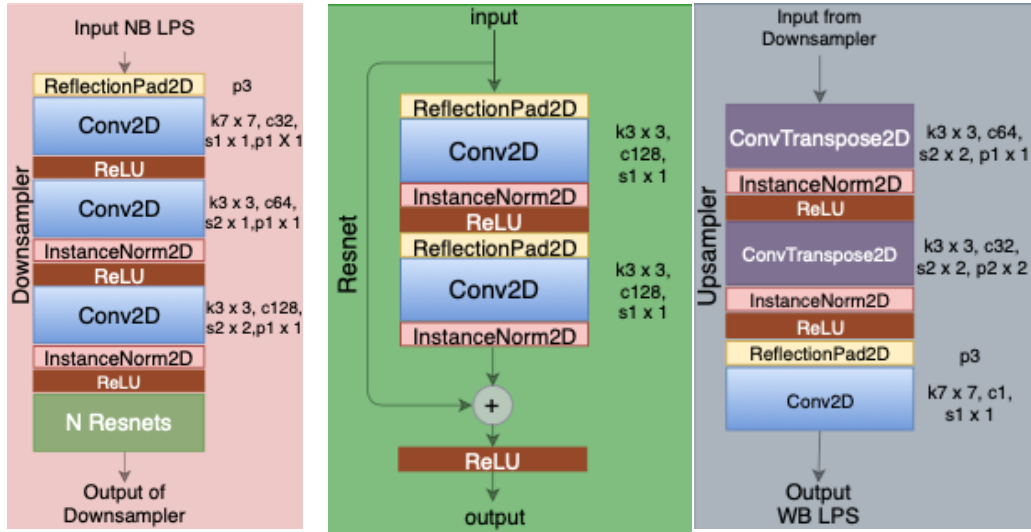 Input NB LPS
ReflectionPad2D
p3
Conv2D
k7 x 7, c32,
s1 x 1,p1 X 1
ReLU
Conv2D
k3 x 3, c64,
s2 x 1,p1 x 1
InstanceNorm2D
ReLU
Conv2D
k3 x 3, c128,
s2 x 2,p1 x 1
InstanceNorm2D
ReLU
N Resnets
Output of
Downsampler
Downsampler
input
ReflectionPad2D
Conv2D
k3 x 3,
c128,
s1 x 1
InstanceNorm2D
ReLU
ReflectionPad2D
Conv2D
k3 x 3,
c128,
s1 x 1
InstanceNorm2D
+
ReLU
output
Resnet
Input from
Downsampler
ConvTranspose2D
k3 x 3, c64,
s2 x 2, p1 x 1
InstanceNorm2D
ReLU
ConvTranspose2D
k3 x 3, c32,
s2 x 2, p2 x 2
InstanceNorm2D
ReLU
ReflectionPad2D
p3
Conv2D
k7 x 7, c1,
s1 x 1
Output
WB LPS
Upsampler